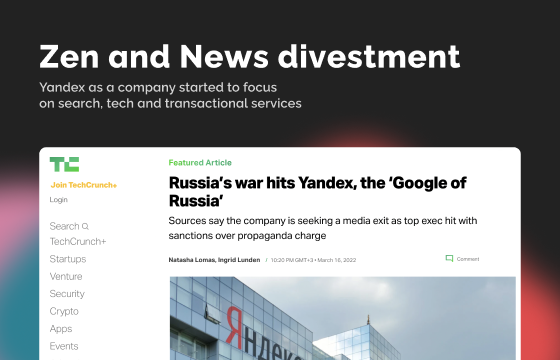 Zen and News divestment
Yandex as a company started to focus
on search, tech and transactional services
TC
Join TechCrunch+
Login
Search
TechCrunch+
Startups
Venture
Security
Crypto
Apps
Events
Featured Article
Russia’s war hits Yandex, the ‘Google of
Russia’
Sources say the company is seeking a media exit as top exec hit with
sanctions over propaganda charge
Natasha Lomas, Ingrid Lunden / 10:20 PM GMT+3 • March 16, 2022
Comment
Яндекс